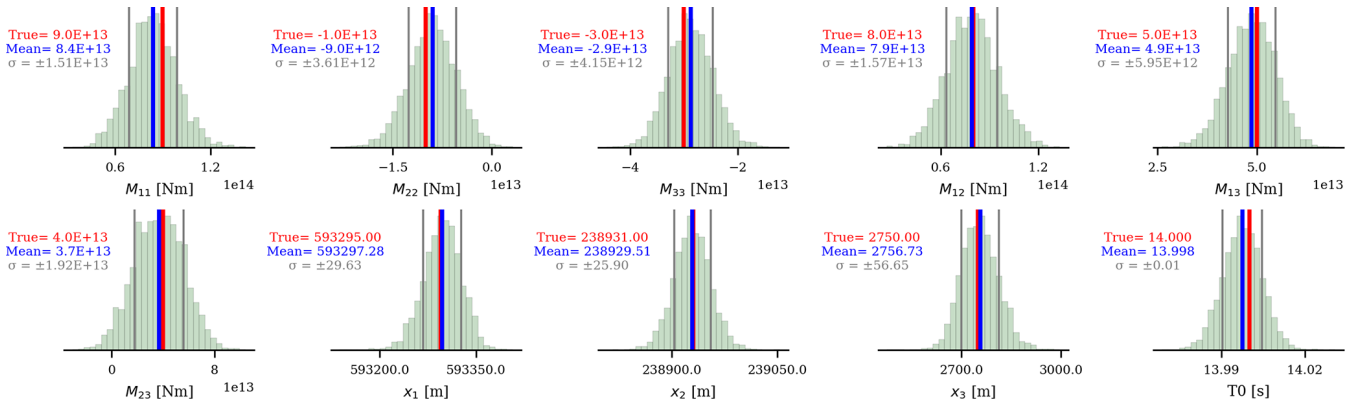 True= 9.0E+13
Mean= 8.4E+13
σ = ±1.51E+13
0.6 1.2
1e14
M11 [Nm]
True= -1.0E+13
Mean= -9.0E+12
σ = ±3.61E+12
−1.5 0.0
1e13
M22 [Nm]
True= -3.0E+13
Mean= -2.9E+13
σ = ±4.15E+12
−4 −2
1e13
M33 [Nm]
True= 8.0E+13
Mean= 7.9E+13
σ = ±1.57E+13
0.6 1.2
1e14
M12 [Nm]
True= 5.0E+13
Mean= 4.9E+13
σ = ±5.95E+12
2.5 5.0
1e13
M13 [Nm]
True= 4.0E+13
Mean= 3.7E+13
σ = ±1.92E+13
0 8
1e13
M23 [Nm]
True= 593295.00
Mean= 593297.28
σ = ±29.63
593200.0 593350.0
x1 [m]
True= 238931.00
Mean= 238929.51
σ = ±25.90
238900.0 239050.0
x2 [m]
True= 2750.00
Mean= 2756.73
σ = ±56.65
27000.0 3000.0
x3 [m]
True= 14.000
Mean= 13.998
σ = ±0.01
13.99 14.02
T0 [s]